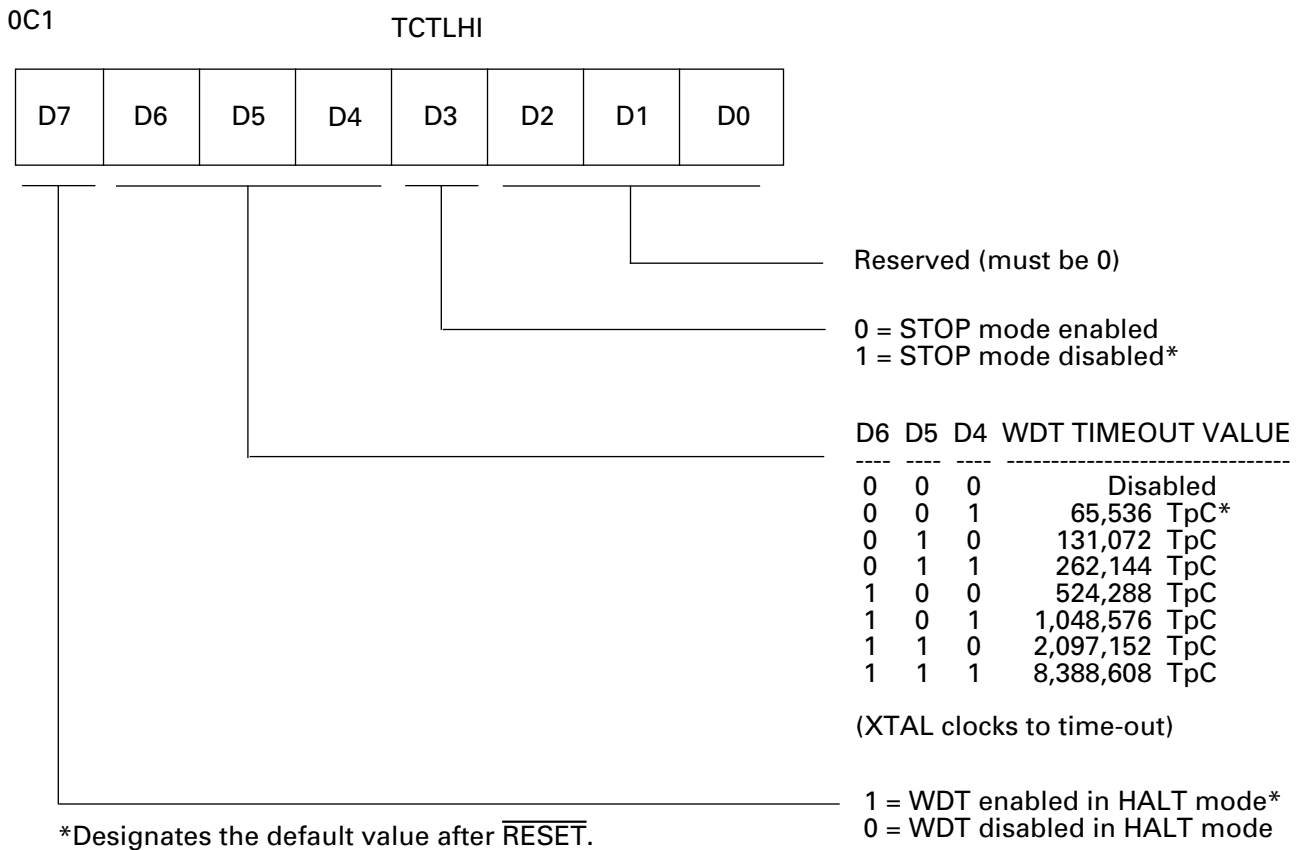 0C1
TCTLHI
D7 D6 D5 D4 D3 D2 D1 D0
Reserved (must be 0)
0 = STOP mode enabled
1 = STOP mode disabled*
D6 D5 D4 WDT TIMEOUT VALUE
---- ---- ---- --------------------------------
0 0 0 Disabled
0 0 1 65,536 TpC*
0 1 0 131,072 TpC
0 1 1 262,144 TpC
1 0 0 524,288 TpC
1 0 1 1,048,576 TpC
1 1 0 2,097,152 TpC
1 1 1 8,388,608 TpC
(XTAL clocks to time-out)
1 = WDT enabled in HALT mode*
0 = WDT disabled in HALT mode
*Designates the default value after RESET.